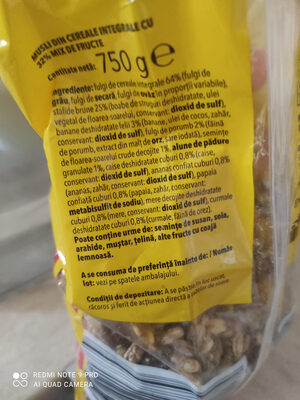 MUSLI DIN CEREALE INTEGRALE CU
32% MIX DE FRUCTE
Cantitate netă: 750 g e
Ingrediente: fulgi de cereale integrale 64% (fulgi de
grâu, fulgi de secară, fulgi de ovăz în proporții variabile),
stafide brune 25% (boabe de struguri deshidratate, ulei
vegetal de floarea-soarelui, conservant: dioxid de sulf),
banane deshidratate felii 3% (banane, ulei de cocos, zahăr,
conservant: dioxid de sulf), fulgi de porumb 2% (făină
de porumb, extract din malț de orz, sare iodată), semințe
de floarea-soarelui crude decojite 1%, alune de pădure
granulate 1%, caise deshidratate cuburi 0,8% (caise,
conservant: dioxid de sulf), ananas confiat cuburi 0,8%
(ananas, zahăr, conservant: dioxid de sulf), papaya
confiată cuburi 0,8% (papaia, zahăr, conservant:
metabisulfit de sodiu), mere decojite deshidratate
cuburi 0,8% (mere, conservant: dioxid de sulf), curmale
deshidratate cuburi 0,8% (curmale, făină de orez).
Poate conține urme de: semințe de susan, soia,
arahide, muștar, țelină, alte fructe cu coajă
lemnoasă.
A se consuma de preferință înainte de: / Număr
lot: vezi pe spatele ambalajului.
Condiții de depozitare: A se păstra în loc uscat,
răcoros și ferit de acțiunea directă a razelor de soare
REDMI NOTE 9 PRO
AI QUAD CAMERA